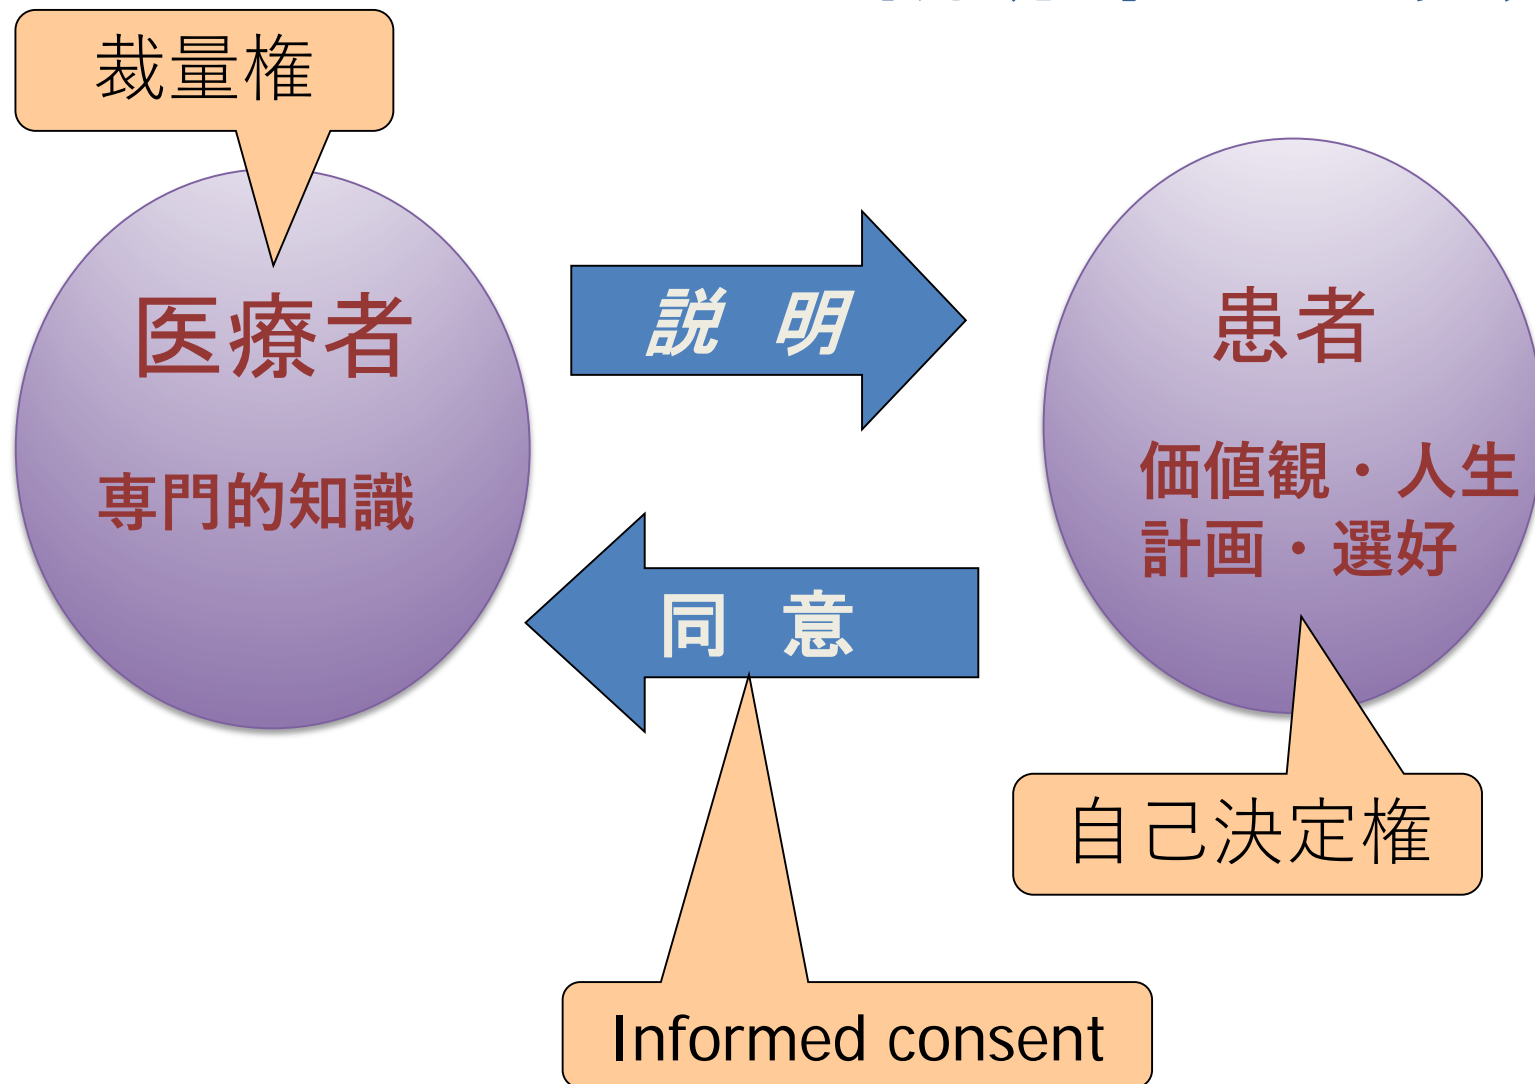 裁量権
医療者
専門的知識
説 明
患者
価値観・人生
計画・選好
同 意
自己決定権
Informed consent